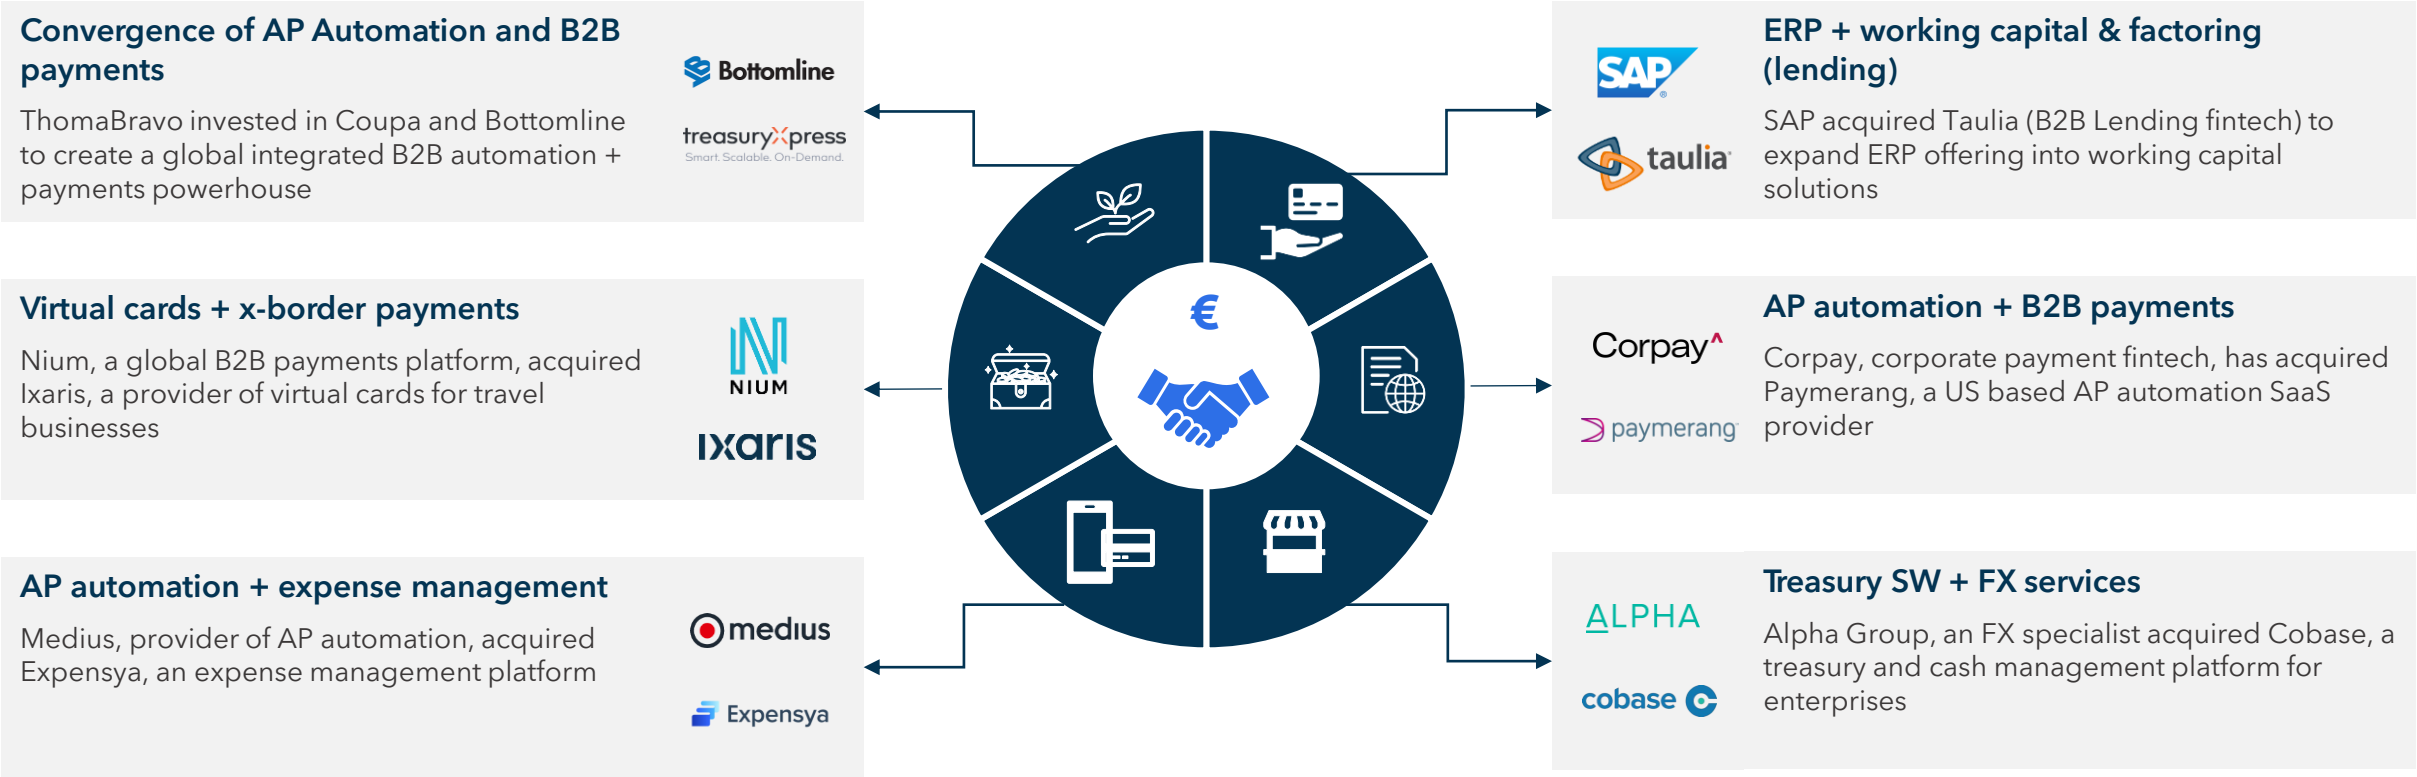 Convergence of AP Automation and B2B
payments
ThomaBravo invested in Coupa and Bottomline
to create a global integrated B2B automation +
payments powerhouse
Bottomline
treasuryXpress
Smart. Scalable. On-Demand.
Virtual cards + x-border payments
Nium, a global B2B payments platform, acquired
Ixaris, a provider of virtual cards for travel
businesses
NIUM
IXARIS
AP automation + expense management
Medius, provider of AP automation, acquired
Expensya, an expense management platform
medius
Expensya
€
SAP
®
taulia
ERP + working capital & factoring
(lending)
SAP acquired Taulia (B2B Lending fintech) to
expand ERP offering into working capital
solutions
Corpay^
paymerang
AP automation + B2B payments
Corpay, corporate payment fintech, has acquired
Paymerang, a US based AP automation SaaS
provider
ALPHA
cobase
Treasury SW + FX services
Alpha Group, an FX specialist acquired Cobase, a
treasury and cash management platform for
enterprises